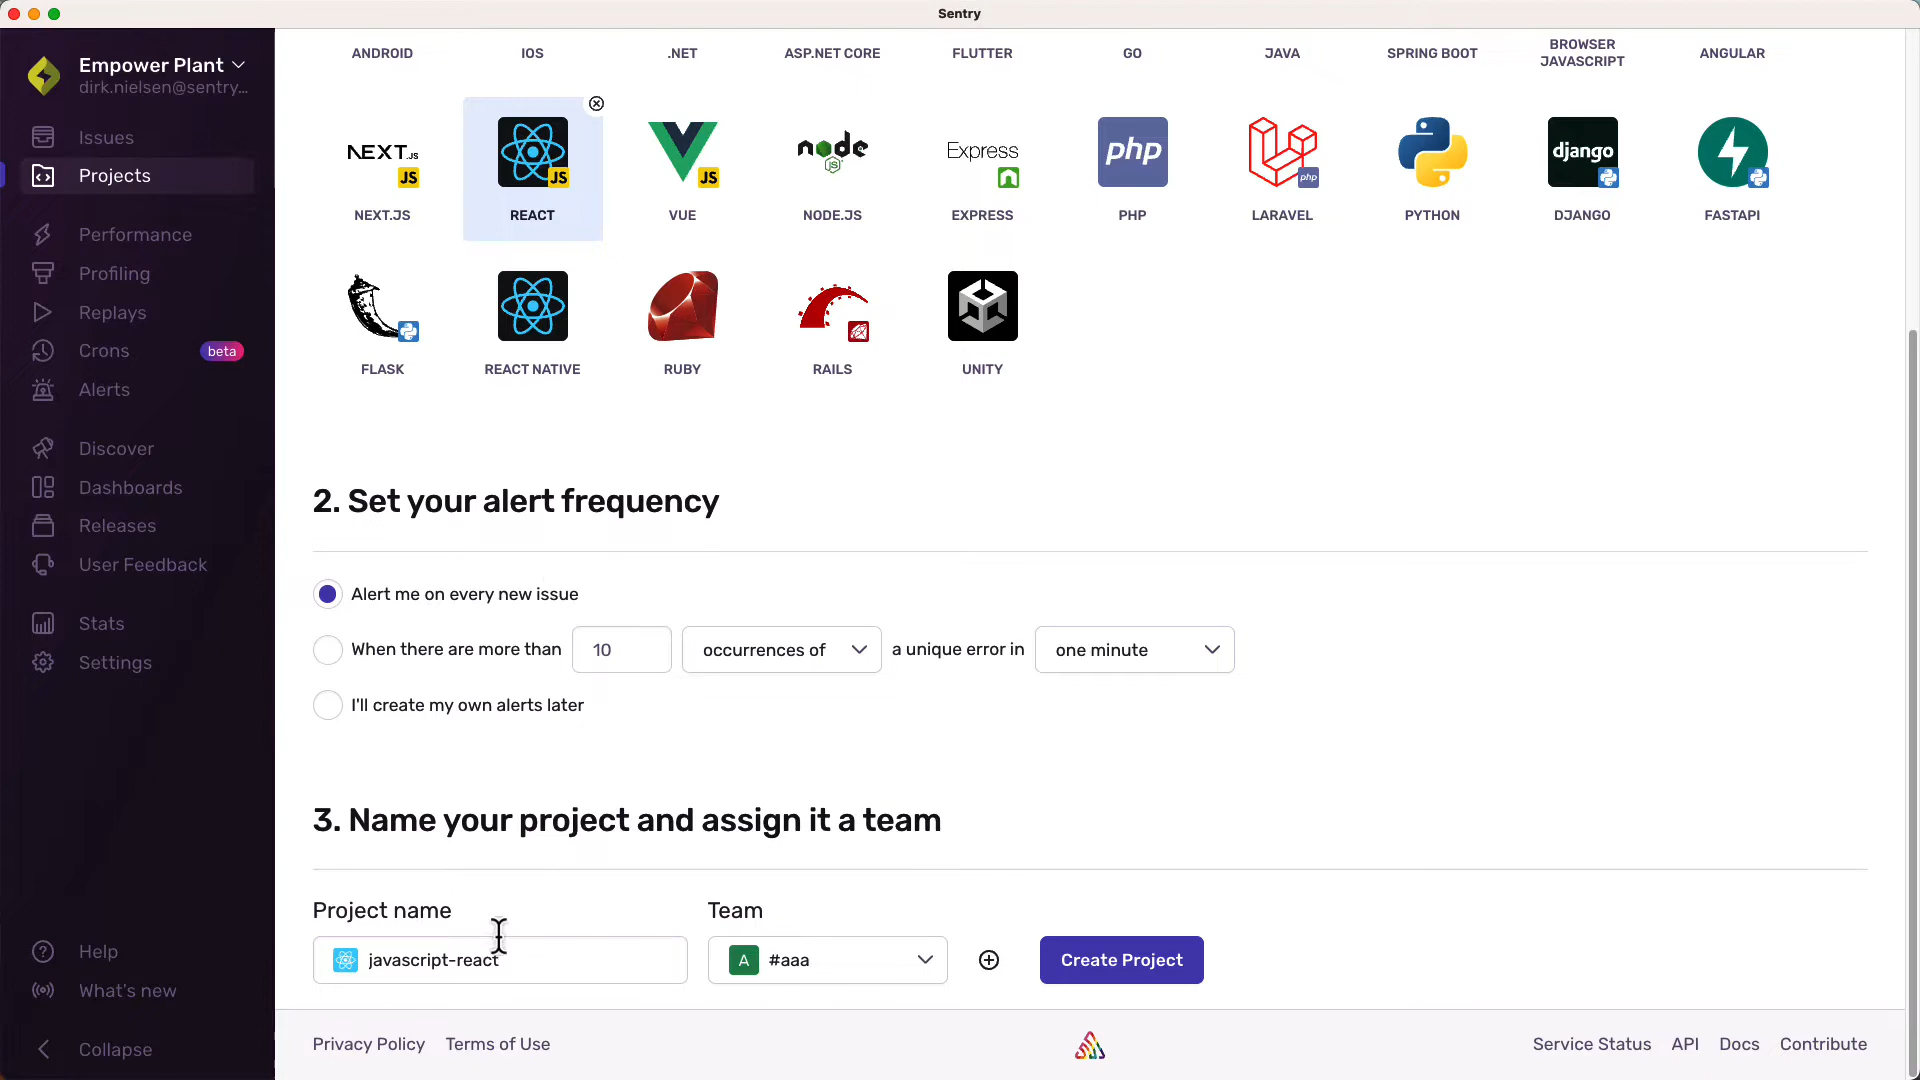 Sentry
Empower Plant
dirk.nielsen@sentry...
Issues
Projects
Performance
Profiling
Replays
Crons beta
Alerts
Discover
Dashboards
Releases
User Feedback
Stats
Settings
Help
What's new
Collapse
ANDROID IOS .NET ASP.NET CORE FLUTTER GO JAVA SPRING BOOT BROWSER JAVASCRIPT ANGULAR
NEXT.JS JS JS JS node JS Express php php django
NEXT.JS REACT VUE NODE.JS EXPRESS PHP LARAVEL PYTHON DJANGO FASTAPI
FLASK REACT NATIVE RUBY RAILS UNITY
2. Set your alert frequency
Alert me on every new issue
When there are more than 10 occurrences of a unique error in one minute
I'll create my own alerts later
3. Name your project and assign it a team
Project name Team
javascript-react A #aaa Create Project
Privacy Policy Terms of Use Service Status API Docs Contribute